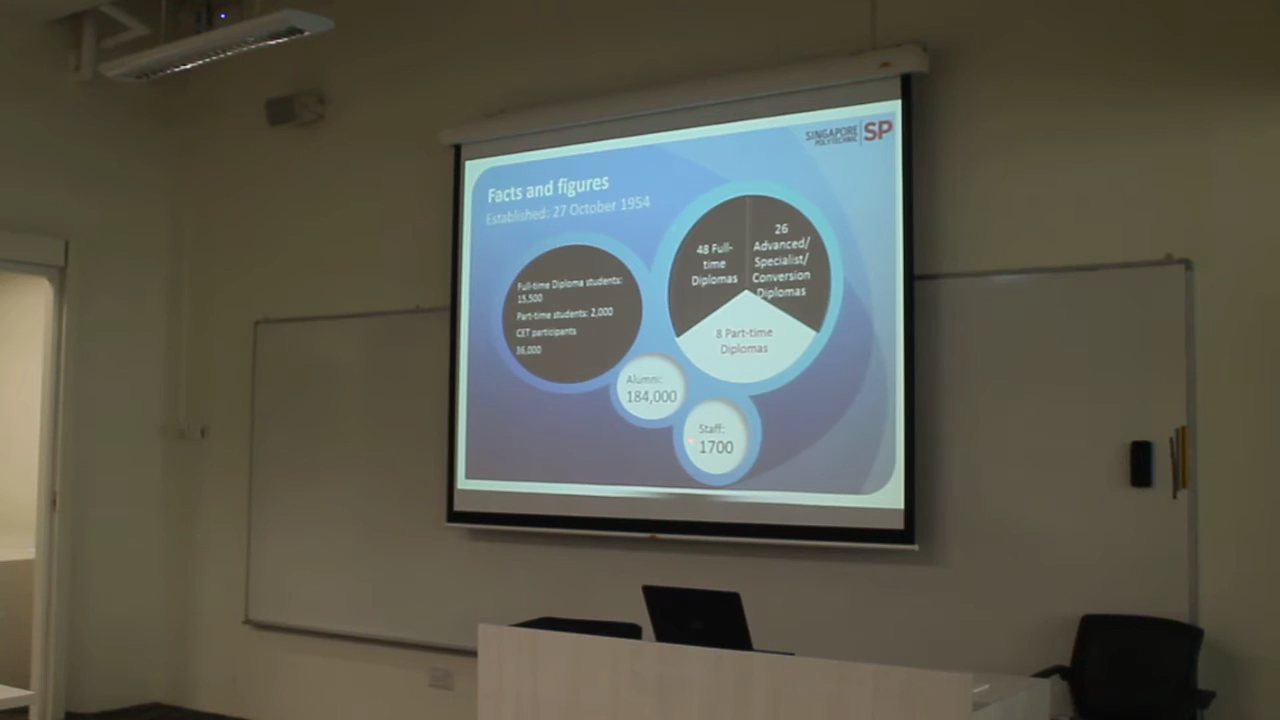 SINGAPORE
POLYTECHNIC
SP
Facts and figures
Established: 27 October 1954
Full-time Diploma students:
15,500
Part-time students: 2,000
CET participants
36,000
48 Full-
time
Diplomas
26
Advanced/
Specialist/
Conversion
Diplomas
8 Part-time
Diplomas
Alumni:
184,000
Staff:
1700